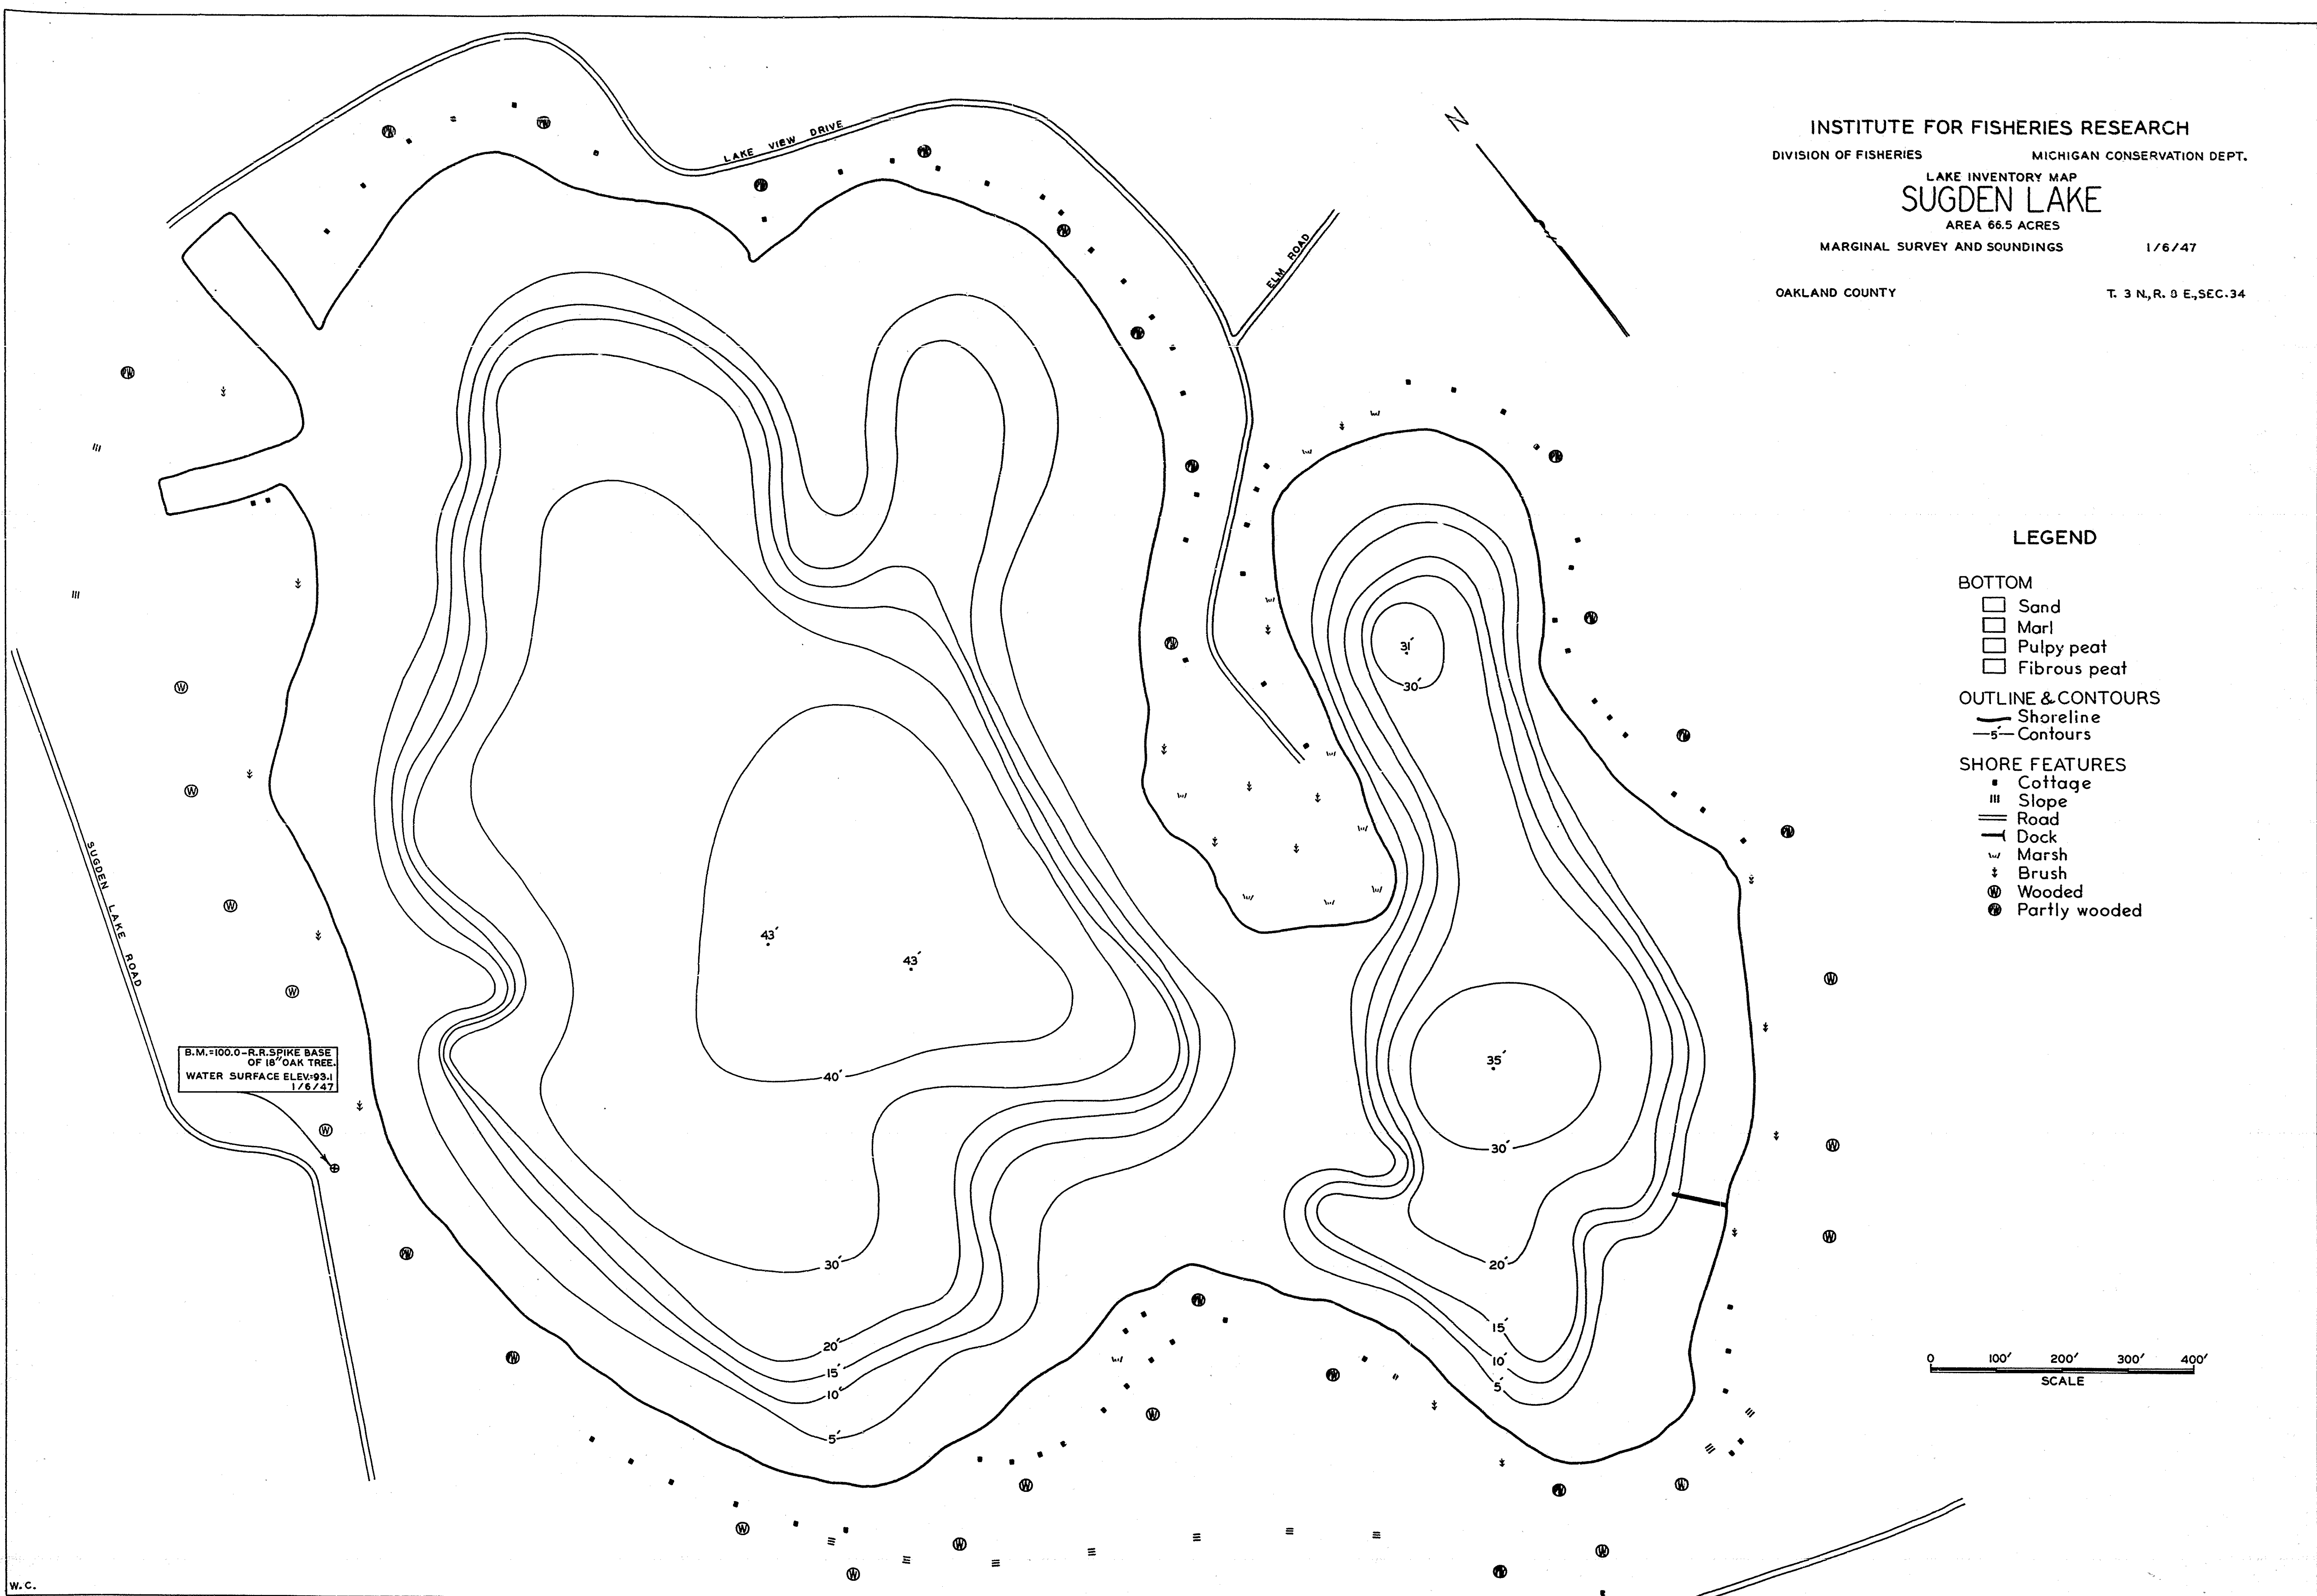 INSTITUTE FOR FISHERIES RESEARCH
DIVISION OF FISHERIES MICHIGAN CONSERVATION DEPT.
LAKE INVENTORY MAP
SUGDEN LAKE
AREA 66.5 ACRES
MARGINAL SURVEY AND SOUNDINGS 1/6/47
OAKLAND COUNTY T. 3 N., R. 8 E., SEC. 34
N
LAKE VIEW DRIVE
ELM ROAD
SUGDEN LAKE ROAD
B.M.=100.0-R.R. SPIKE BASE
OF 18" OAK TREE.
WATER SURFACE ELEV.=93.1
1/6/47
43'
43'
40'
30'
20'
15'
10'
5'
31'
30'
35'
30'
20'
15'
10'
5'
LEGEND
BOTTOM
Sand
Marl
Pulpy peat
Fibrous peat
OUTLINE & CONTOURS
Shoreline
5' Contours
SHORE FEATURES
Cottage
Slope
Road
Dock
Marsh
Brush
W Wooded
PW Partly wooded
0 100' 200' 300' 400'
SCALE
W.C.